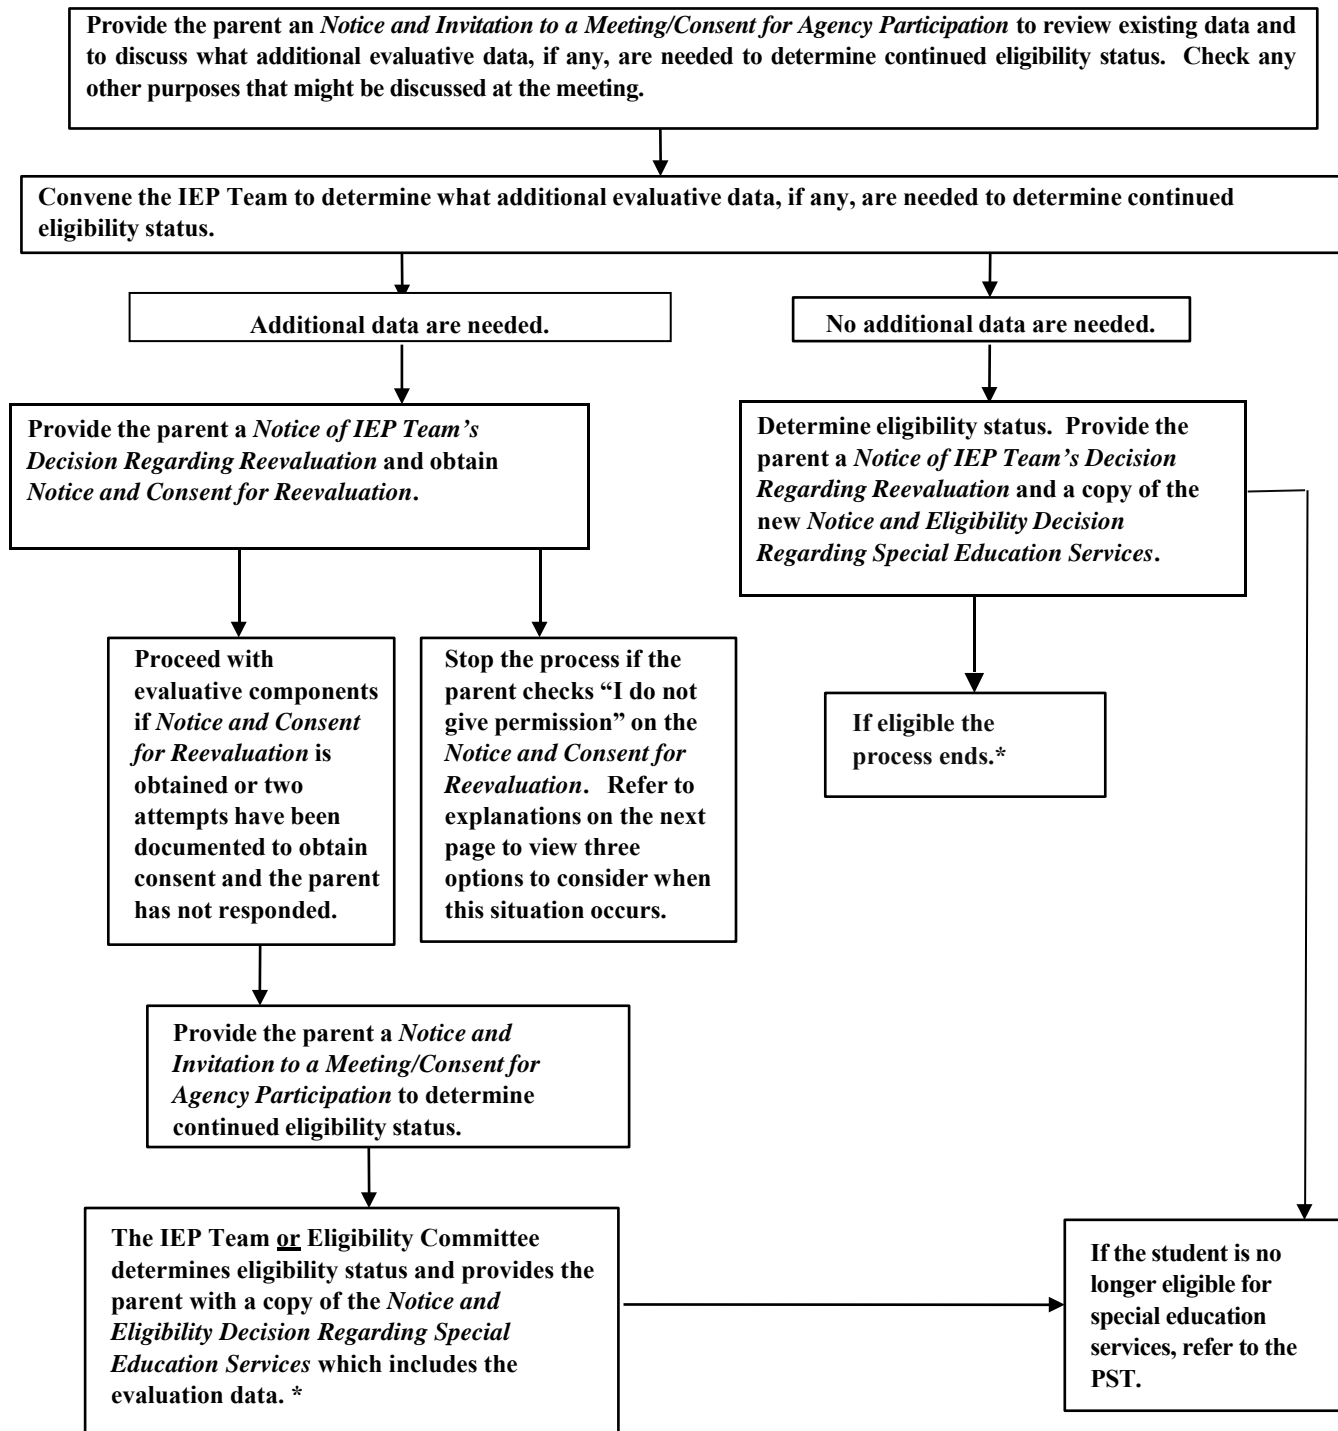 Provide the parent an Notice and Invitation to a Meeting/Consent for Agency Participation to review existing data and
to discuss what additional evaluative data, if any, are needed to determine continued eligibility status. Check any
other purposes that might be discussed at the meeting.
Convene the IEP Team to determine what additional evaluative data, if any, are needed to determine continued
eligibility status.
Additional data are needed.
No additional data are needed.
Provide the parent a Notice of IEP Team’s
Decision Regarding Reevaluation and obtain
Notice and Consent for Reevaluation.
Determine eligibility status. Provide the
parent a Notice of IEP Team’s Decision
Regarding Reevaluation and a copy of the
new Notice and Eligibility Decision
Regarding Special Education Services.
Proceed with
evaluative components
if Notice and Consent
for Reevaluation is
obtained or two
attempts have been
documented to obtain
consent and the parent
has not responded.
Stop the process if the
parent checks “I do not
give permission” on the
Notice and Consent for
Reevaluation. Refer to
explanations on the next
page to view three
options to consider when
this situation occurs.
If eligible the
process ends.*
Provide the parent a Notice and
Invitation to a Meeting/Consent for
Agency Participation to determine
continued eligibility status.
The IEP Team or Eligibility Committee
determines eligibility status and provides the
parent with a copy of the Notice and
Eligibility Decision Regarding Special
Education Services which includes the
evaluation data. *
If the student is no
longer eligible for
special education
services, refer to the
PST.